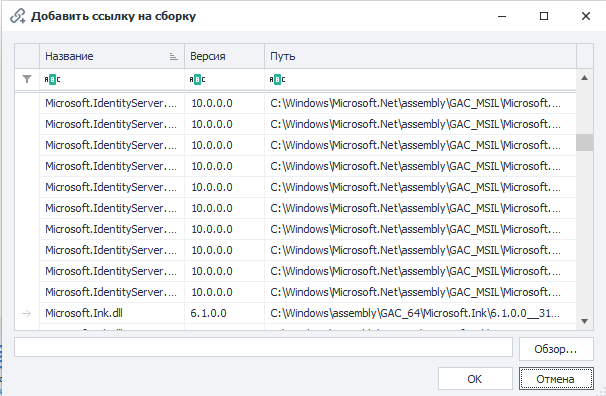 Добавить ссылку на сборку
Название Версия Путь
ABC ABC ABC
Microsoft.IdentityServer.... 10.0.0.0 C:\Windows\Microsoft.Net\assembly\GAC_MSIL\Microsoft....
Microsoft.IdentityServer.... 10.0.0.0 C:\Windows\Microsoft.Net\assembly\GAC_MSIL\Microsoft....
Microsoft.IdentityServer.... 10.0.0.0 C:\Windows\Microsoft.Net\assembly\GAC_MSIL\Microsoft....
Microsoft.IdentityServer.... 10.0.0.0 C:\Windows\Microsoft.Net\assembly\GAC_MSIL\Microsoft....
Microsoft.IdentityServer.... 10.0.0.0 C:\Windows\Microsoft.Net\assembly\GAC_MSIL\Microsoft....
Microsoft.IdentityServer.... 10.0.0.0 C:\Windows\Microsoft.Net\assembly\GAC_MSIL\Microsoft....
Microsoft.IdentityServer.... 10.0.0.0 C:\Windows\Microsoft.Net\assembly\GAC_MSIL\Microsoft....
Microsoft.IdentityServer.... 10.0.0.0 C:\Windows\Microsoft.Net\assembly\GAC_MSIL\Microsoft....
Microsoft.IdentityServer.... 10.0.0.0 C:\Windows\Microsoft.Net\assembly\GAC_MSIL\Microsoft....
Microsoft.IdentityServer.... 10.0.0.0 C:\Windows\Microsoft.Net\assembly\GAC_MSIL\Microsoft....
Microsoft.Ink.dll 6.1.0.0 C:\Windows\assembly\GAC_64\Microsoft.Ink\6.1.0.0__31...
Обзор...
OK Отмена